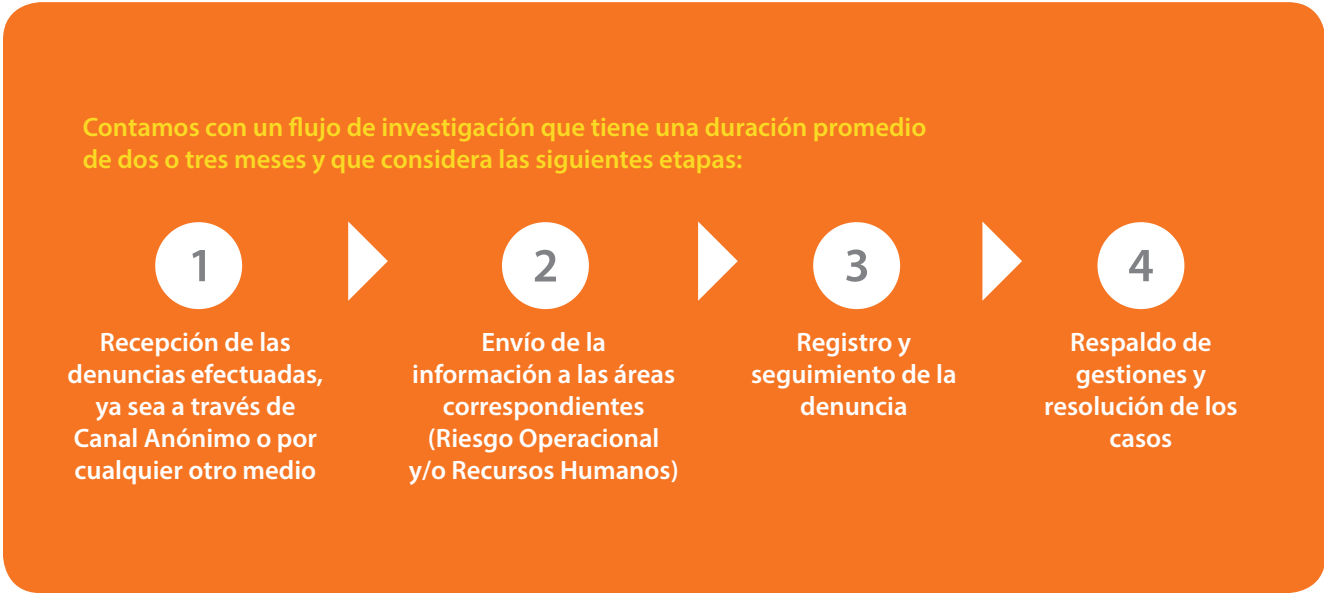 Contamos con un flujo de investigación que tiene una duración promedio
de dos o tres meses y que considera las siguientes etapas:
1
Recepción de las
denuncias efectuadas,
ya sea a través de
Canal Anónimo o por
cualquier otro medio
2
Envío de la
información a las áreas
correspondientes
(Riesgo Operacional
y/o Recursos Humanos)
3
Registro y
seguimiento de la
denuncia
4
Respaldo de
gestiones y
resolución de los
casos